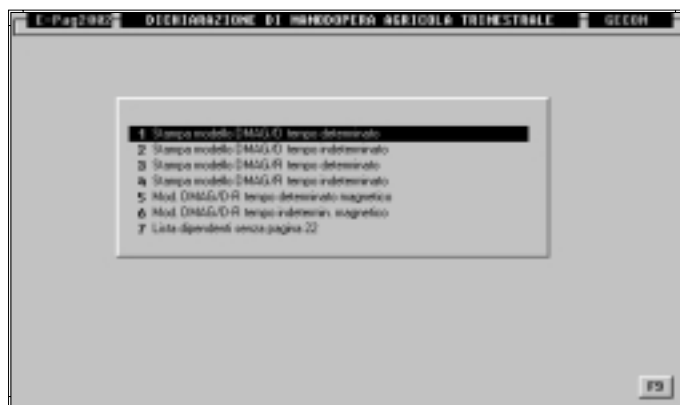 E-Pag2002 DICHIARAZIONE DI MANODOPERA AGRICOLA TRIMESTRALE GECOM
1 Stampa modello DMAG/O tempo determinato
2 Stampa modello DMAG/O tempo indeterminato
3 Stampa modello DMAG/R tempo determinato
4 Stampa modello DMAG/R tempo indeterminato
5 Mod. DMAG/O-R tempo determinato magnetico
6 Mod. DMAG/O-R tempo indetermin. magnetico
7 Lista dipendenti senza pagina 22
F9